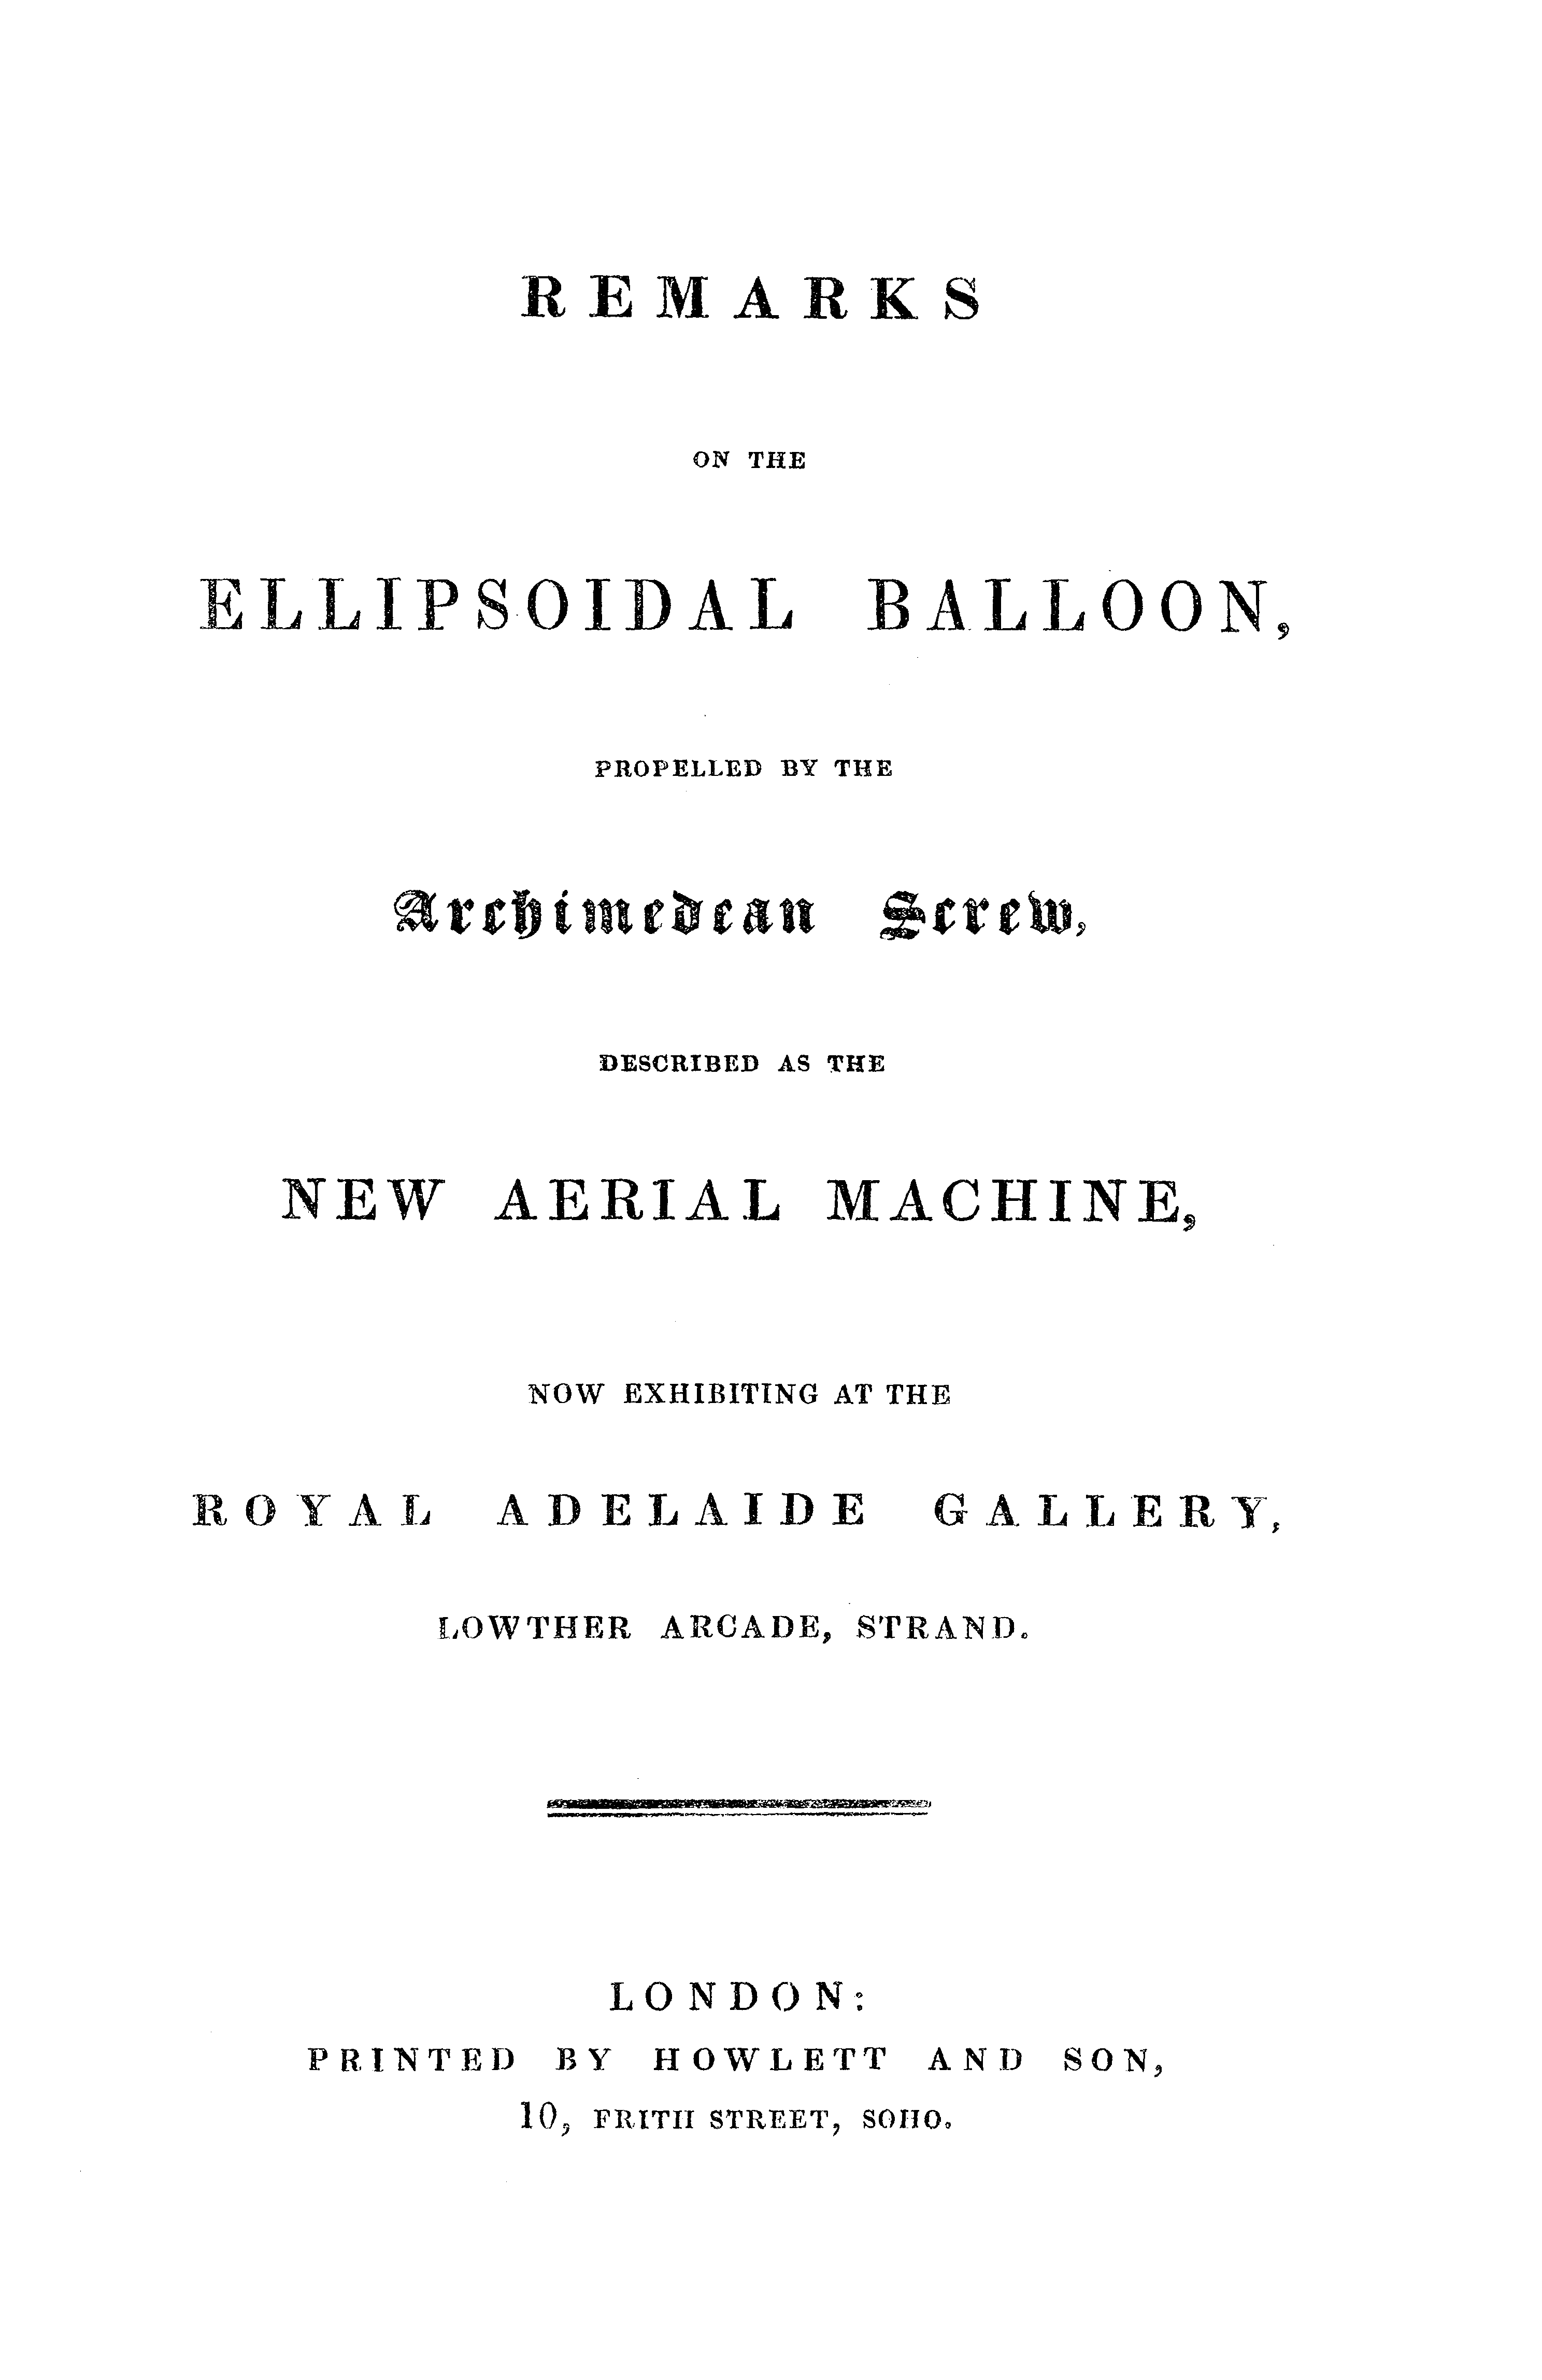 REMARKS
ON THE
ELLIPSOIDAL BALLOON,
PROPELLED BY THE
Archimedean Screw,
DESCRIBED AS THE
NEW AERIAL MACHINE,
NOW EXHIBITING AT THE
ROYAL ADELAIDE GALLERY,
LOWTHER ARCADE, STRAND.
LONDON:
PRINTED BY HOWLETT AND SON,
10, FRITH STREET, SOHO.